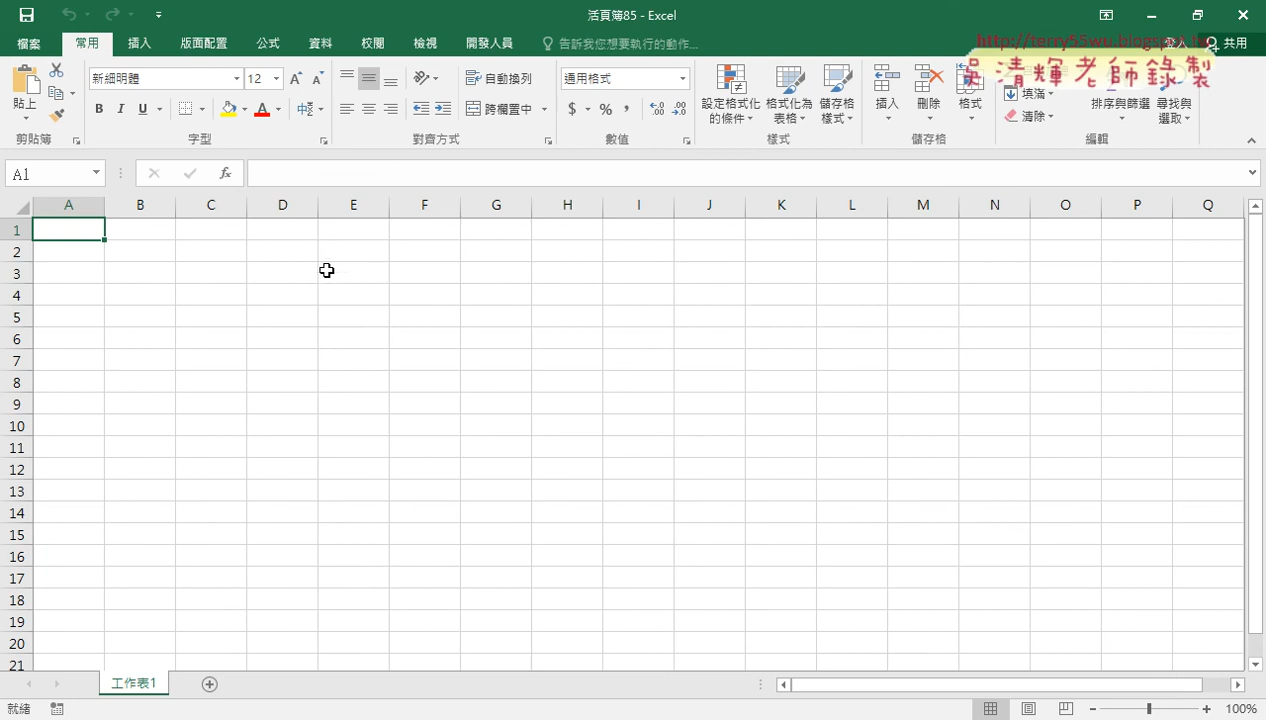 活頁簿85 - Excel
http://terry55wu.blogspot.tw
吳清輝老師錄製
檔案 常用 插入 版面配置 公式 資料 校閱 檢視 開發人員 告訴我您想要執行的動作... 登入 共用
貼上 新細明體 12 自動換列 通用格式 設定格式化的條件 格式化為表格 儲存格樣式 插入 刪除 格式 填滿 清除 排序與篩選 尋找與選取
B I U 中 跨欄置中 $ % ,
剪貼簿 字型 對齊方式 數值 樣式 儲存格 編輯
A1 fx
A B C D E F G H I J K L M N O P Q
1
2
3
4
5
6
7
8
9
10
11
12
13
14
15
16
17
18
19
20
21
工作表1
就緒 100%